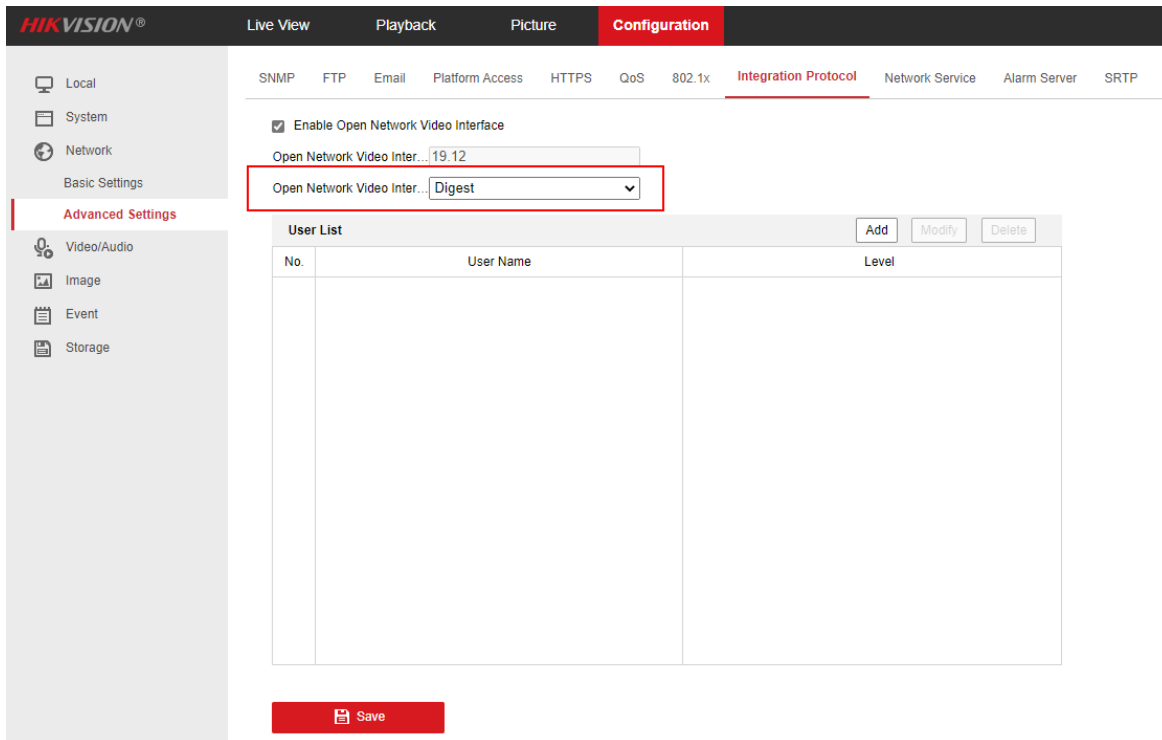 HIKVISION® Live View Playback Picture Configuration
Local
System
Network
Basic Settings
Advanced Settings
Video/Audio
Image
Event
Storage
SNMP FTP Email Platform Access HTTPS QoS 802.1x Integration Protocol Network Service Alarm Server SRTP
Enable Open Network Video Interface
Open Network Video Inter... 19.12
Open Network Video Inter... Digest
User List Add Modify Delete
No. User Name Level
Save